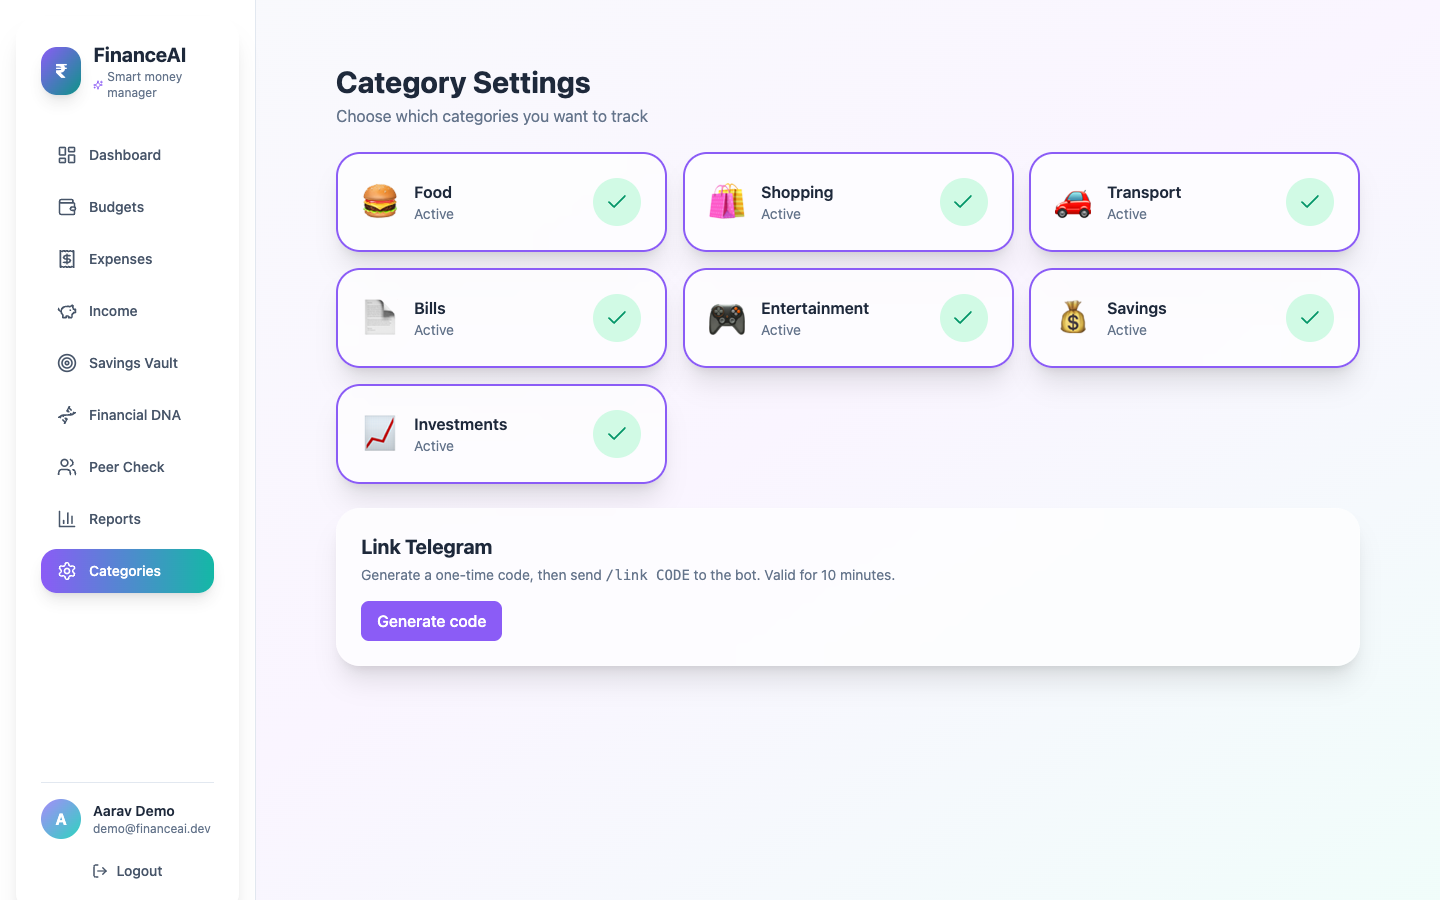 ₹
FinanceAI
Smart money
manager
Dashboard
Budgets
Expenses
Income
Savings Vault
Financial DNA
Peer Check
Reports
Categories
A
Aarav Demo
demo@financeai.dev
Logout
Category Settings
Choose which categories you want to track
Food
Active
Shopping
Active
Transport
Active
Bills
Active
Entertainment
Active
Savings
Active
Investments
Active
Link Telegram
Generate a one-time code, then send /link CODE to the bot. Valid for 10 minutes.
Generate code